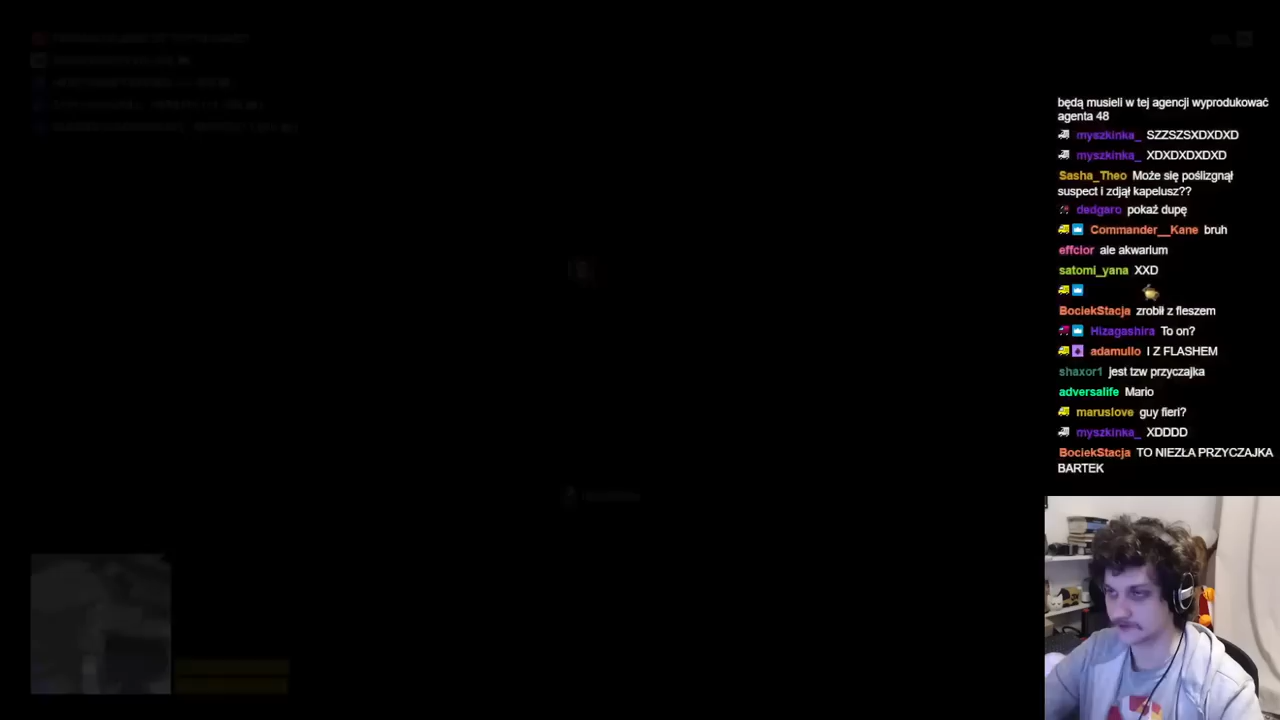 będą musieli w tej agencji wyprodukować
agenta 48
myszkinka_ SZZSZSXDXDXD
myszkinka_ XDXDXDXDXD
Sasha_Theo Może się poślizgnął
suspect i zdjął kapelusz??
dedgaro pokaż dupę
Commander__Kane bruh
effcior ale akwarium
satomi_yana XXD
BociekStacja zrobił z fleszem
Hizagashira To on?
adamullo I Z FLASHEM
shaxor1 jest tzw przyczajka
adversalife Mario
maruslove guy fieri?
myszkinka_ XDDDD
BociekStacja TO NIEZŁA PRZYCZAJKA
BARTEK